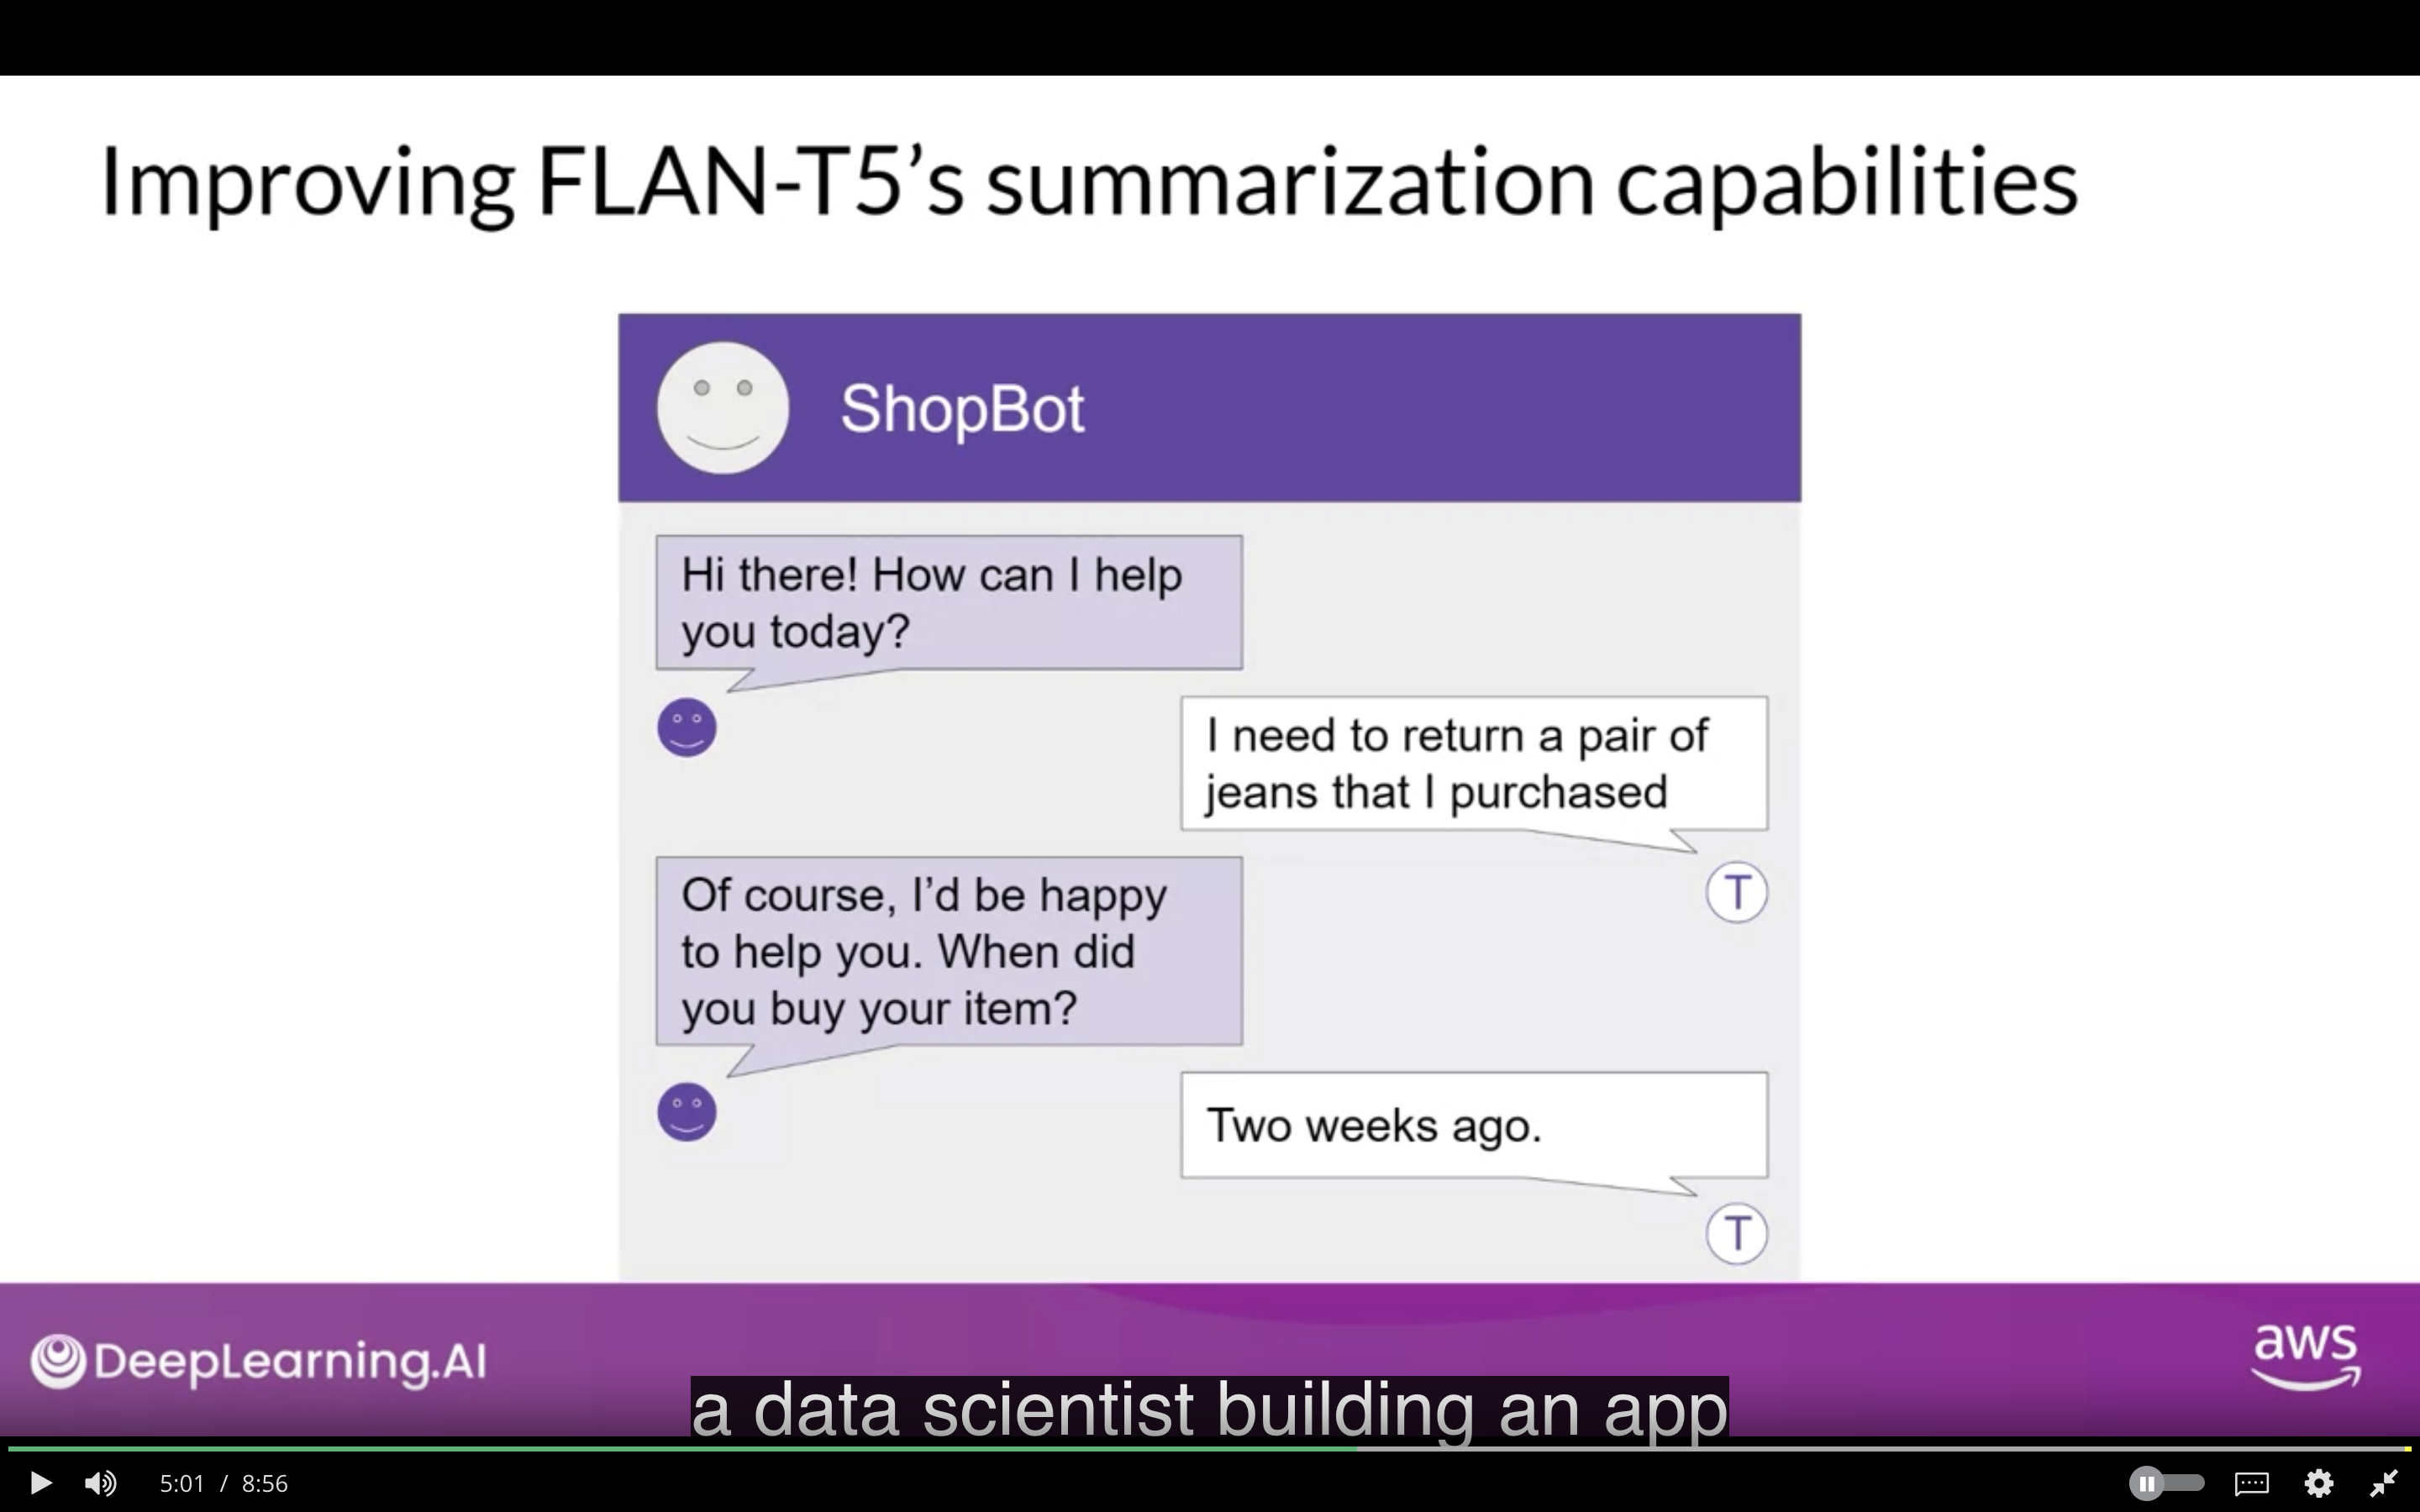 Improving FLAN-T5’s summarization capabilities
ShopBot
Hi there! How can I help
you today?
I need to return a pair of
jeans that I purchased
T
Of course, I’d be happy
to help you. When did
you buy your item?
Two weeks ago.
T
DeepLearning.AI
aws
a data scientist building an app
5:01 / 8:56